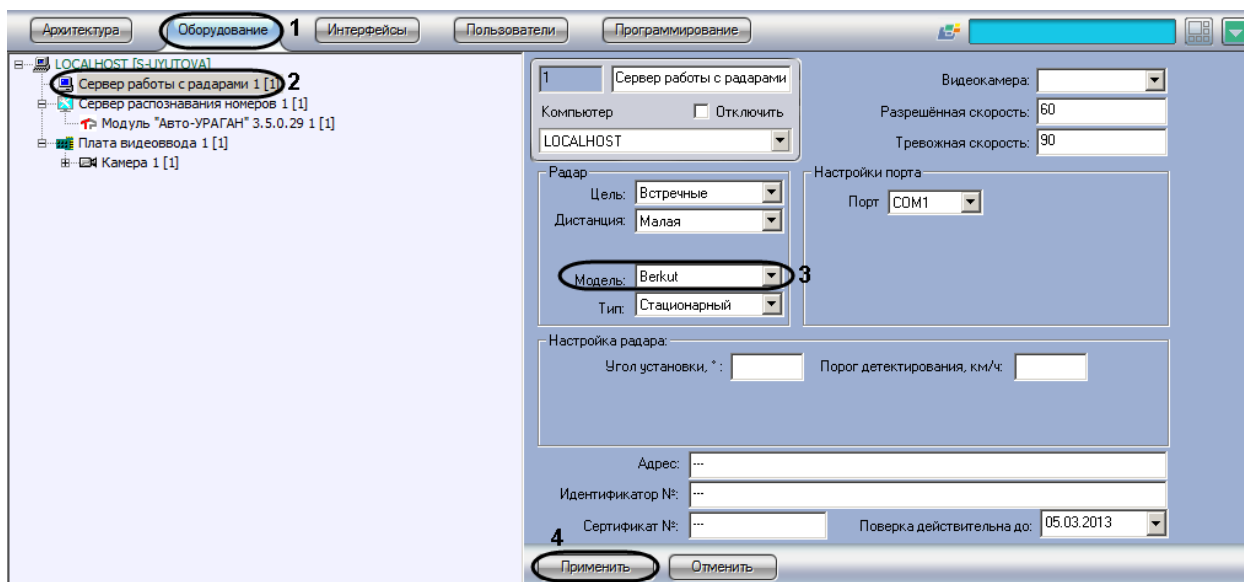 Архитектура Оборудование 1 Интерфейсы Пользователи Программирование
LOCALHOST [S-UYUTOVA]
Сервер работы с радарами 1 [1] 2
Сервер распознавания номеров 1 [1]
Модуль "Авто-УРАГАН" 3.5.0.29 1 [1]
Плата видеоввода 1 [1]
Камера 1 [1]
1 Сервер работы с радарами
Компьютер Отключить
LOCALHOST
Видеокамера:
Разрешённая скорость: 60
Тревожная скорость: 90
Радар
Цель: Встречные
Дистанция: Малая
Модель: Berkut 3
Тип: Стационарный
Настройки порта
Порт COM1
Настройка радара:
Угол установки, ° : Порог детектирования, км/ч:
Адрес: ---
Идентификатор №: ---
Сертификат №: --- Поверка действительна до: 05.03.2013
4
Применить Отменить